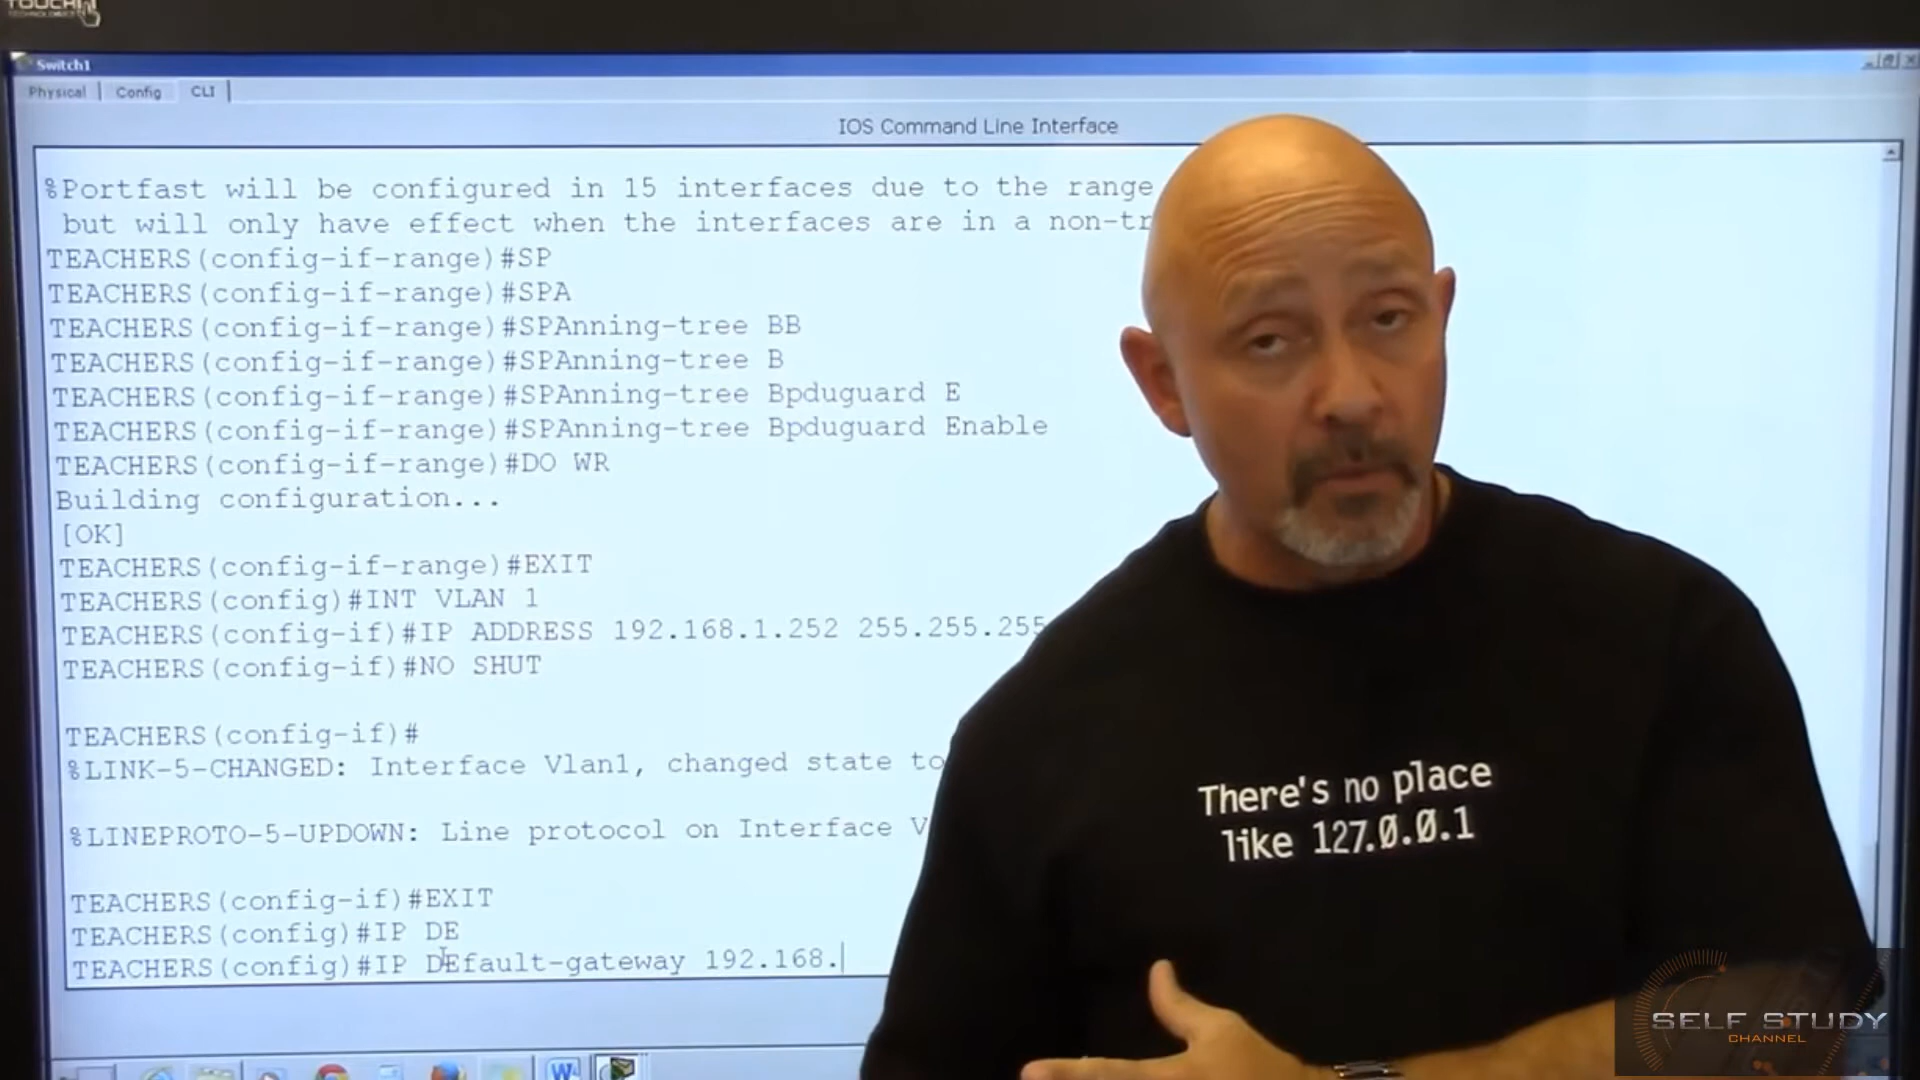 TOUCHIT
TECHNOLOGIES
Switch1
Physical
Config
CLI
IOS Command Line Interface
%Portfast will be configured in 15 interfaces due to the range
but will only have effect when the interfaces are in a non-tr
TEACHERS(config-if-range)#SP
TEACHERS(config-if-range)#SPA
TEACHERS(config-if-range)#SPAnning-tree BB
TEACHERS(config-if-range)#SPAnning-tree B
TEACHERS(config-if-range)#SPAnning-tree Bpduguard E
TEACHERS(config-if-range)#SPAnning-tree Bpduguard Enable
TEACHERS(config-if-range)#DO WR
Building configuration...
[OK]
TEACHERS(config-if-range)#EXIT
TEACHERS(config)#INT VLAN 1
TEACHERS(config-if)#IP ADDRESS 192.168.1.252 255.255.255
TEACHERS(config-if)#NO SHUT
TEACHERS(config-if)#
%LINK-5-CHANGED: Interface Vlan1, changed state to
%LINEPROTO-5-UPDOWN: Line protocol on Interface V
TEACHERS(config-if)#EXIT
TEACHERS(config)#IP DE
TEACHERS(config)#IP DEfault-gateway 192.168.
There's no place
like 127.0.0.1
SELF STUDY
CHANNEL